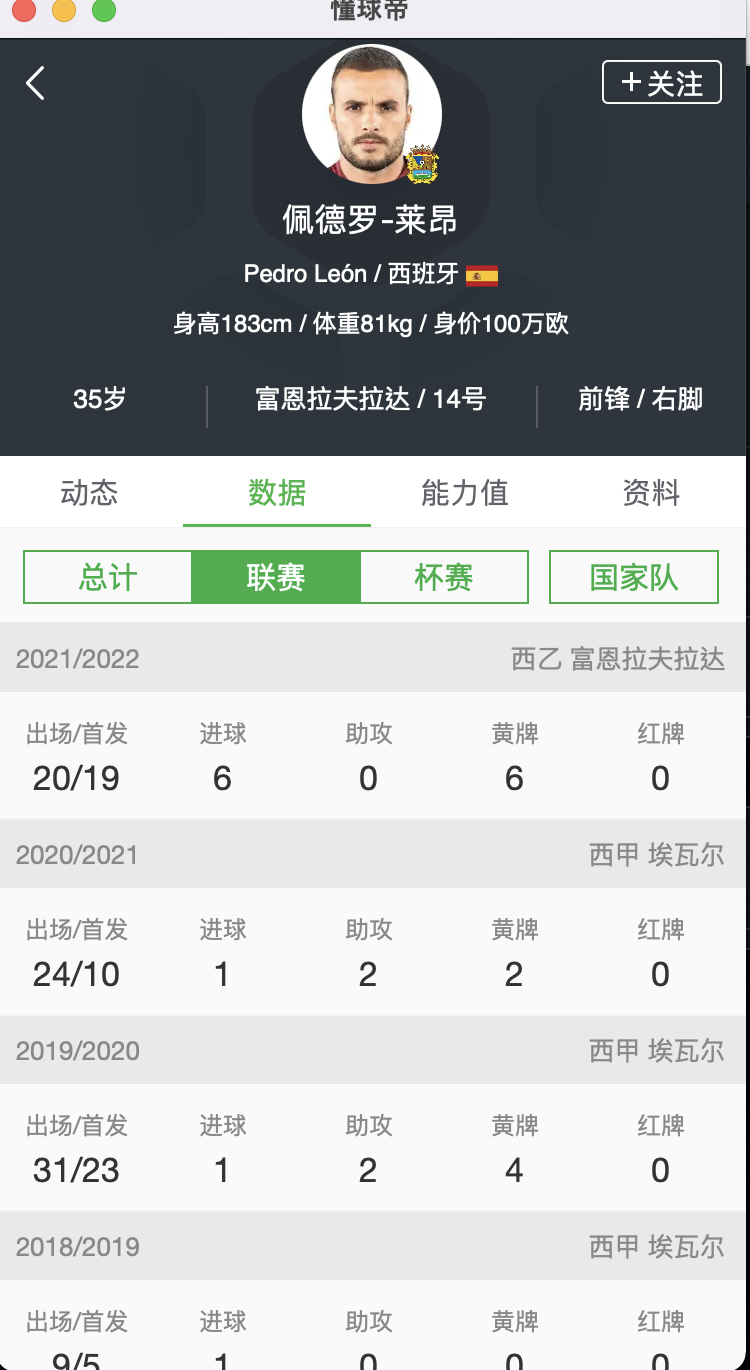 懂球帝
+关注
佩德罗-莱昂
Pedro León / 西班牙
身高183cm / 体重81kg / 身价100万欧
35岁 富恩拉夫拉达 / 14号 前锋 / 右脚
动态 数据 能力值 资料
总计 联赛 杯赛 国家队
2021/2022 西乙 富恩拉夫拉达
出场/首发 进球 助攻 黄牌 红牌
20/19 6 0 6 0
2020/2021 西甲 埃瓦尔
出场/首发 进球 助攻 黄牌 红牌
24/10 1 2 2 0
2019/2020 西甲 埃瓦尔
出场/首发 进球 助攻 黄牌 红牌
31/23 1 2 4 0
2018/2019 西甲 埃瓦尔
出场/首发 进球 助攻 黄牌 红牌
9/5 1 0 0 0